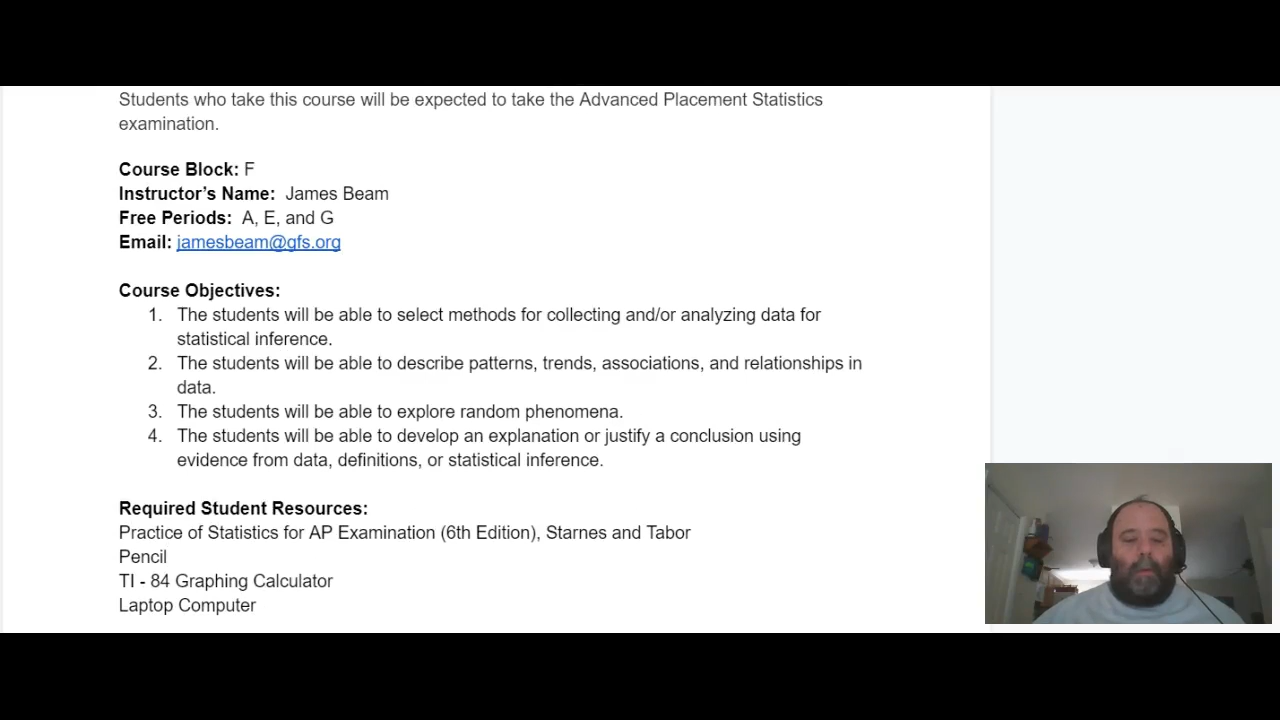 Students who take this course will be expected to take the Advanced Placement Statistics
examination.
Course Block: F
Instructor’s Name:  James Beam
Free Periods:  A, E, and G
Email: jamesbeam@gfs.org
Course Objectives:
1. The students will be able to select methods for collecting and/or analyzing data for
statistical inference.
2. The students will be able to describe patterns, trends, associations, and relationships in
data.
3. The students will be able to explore random phenomena.
4. The students will be able to develop an explanation or justify a conclusion using
evidence from data, definitions, or statistical inference.
Required Student Resources:
Practice of Statistics for AP Examination (6th Edition), Starnes and Tabor
Pencil
TI - 84 Graphing Calculator
Laptop Computer